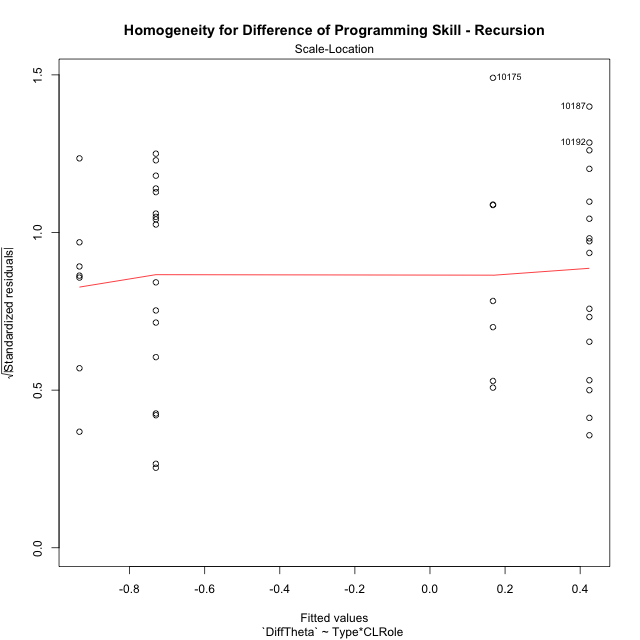 Homogeneity for Difference of Programming Skill - Recursion
Scale-Location
√|Standardized residuals|
1.5
1.0
0.5
0.0
10175
10187
10192
-0.8 -0.6 -0.4 -0.2 0.0 0.2 0.4
Fitted values
`DiffTheta` ~ Type*CLRole